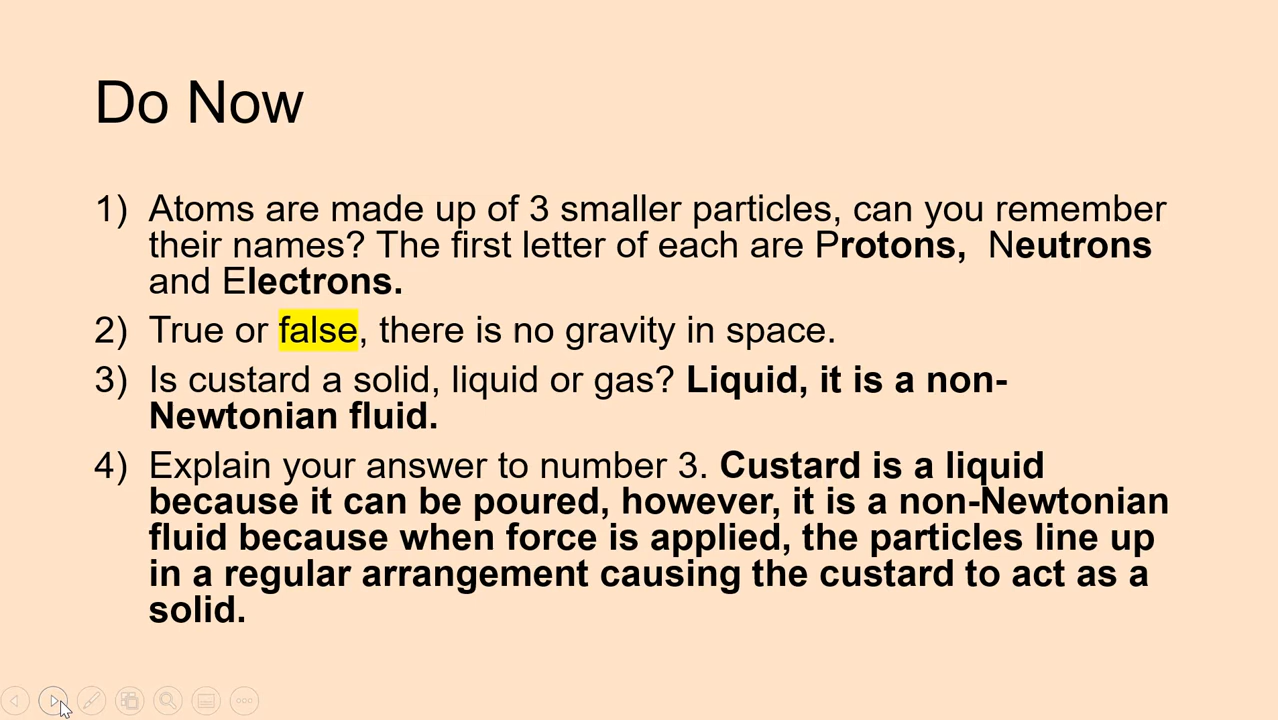 Do Now
1) Atoms are made up of 3 smaller particles, can you remember
their names? The first letter of each are Protons,  Neutrons
and Electrons.
2) True or false, there is no gravity in space.
3) Is custard a solid, liquid or gas? Liquid, it is a non-
Newtonian fluid.
4) Explain your answer to number 3. Custard is a liquid
because it can be poured, however, it is a non-Newtonian
fluid because when force is applied, the particles line up
in a regular arrangement causing the custard to act as a
solid.